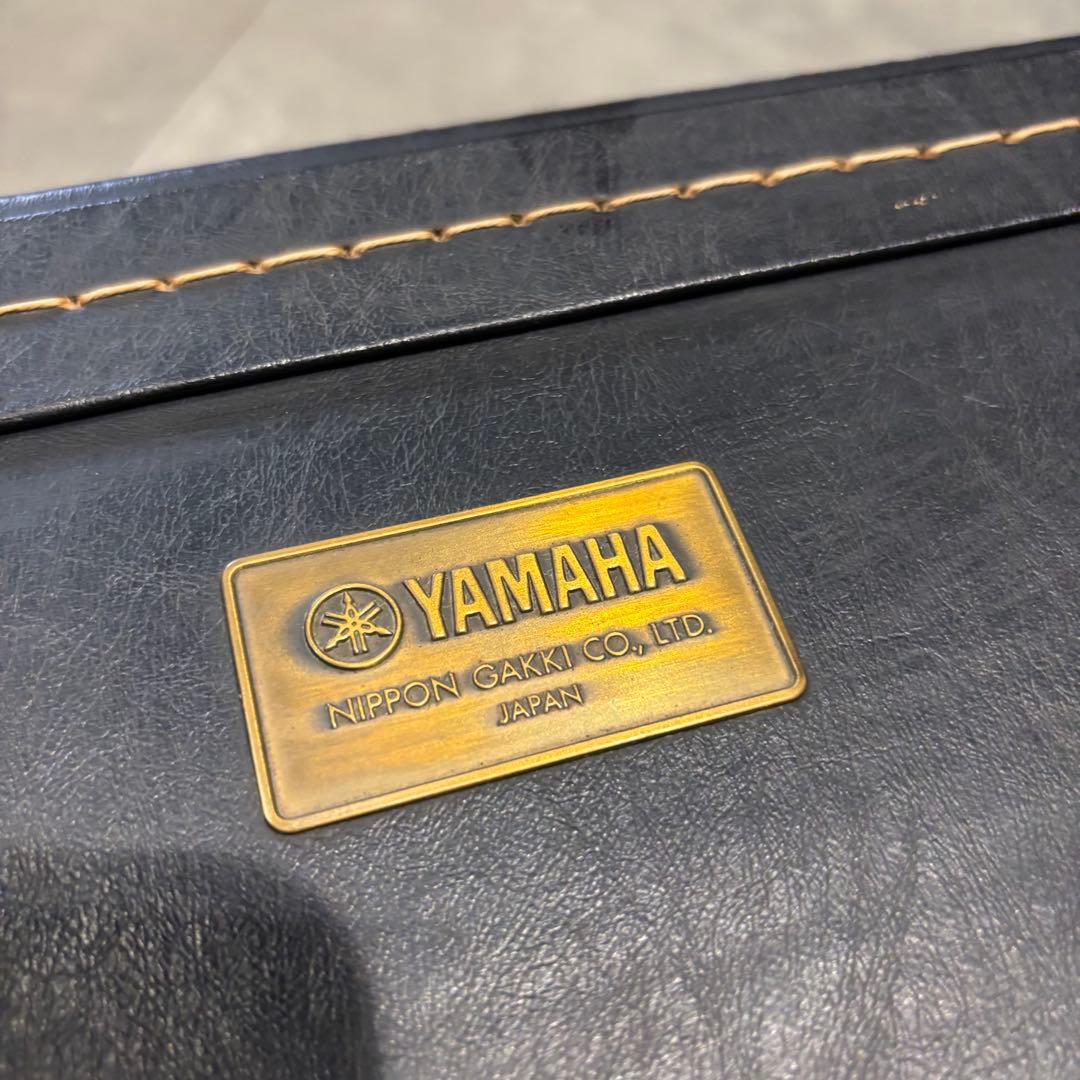 YAMAHA
NIPPON GAKKI CO., LTD.
JAPAN